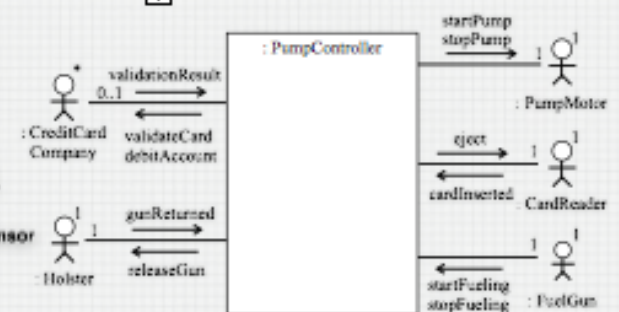 startPump
stopPump
: PumpController
1
1
validationResult
*
0..1
: PumpMotor
: CreditCard
Company
validateCard
debitAccount
eject
1
1
cardInserted
: CardReader
nsor
1
1
gunReturned
: Holster
releaseGun
1
1
startFueling
stopFueling
: FuelGun